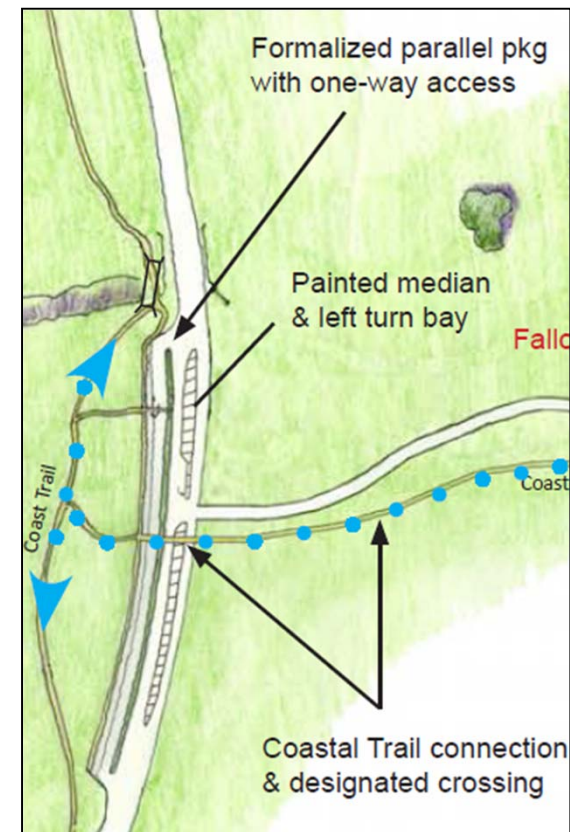 Formalized parallel pkg
with one-way access
Painted median
& left turn bay
Fallo
Coast
Coast Trail
Coastal Trail connection
& designated crossing